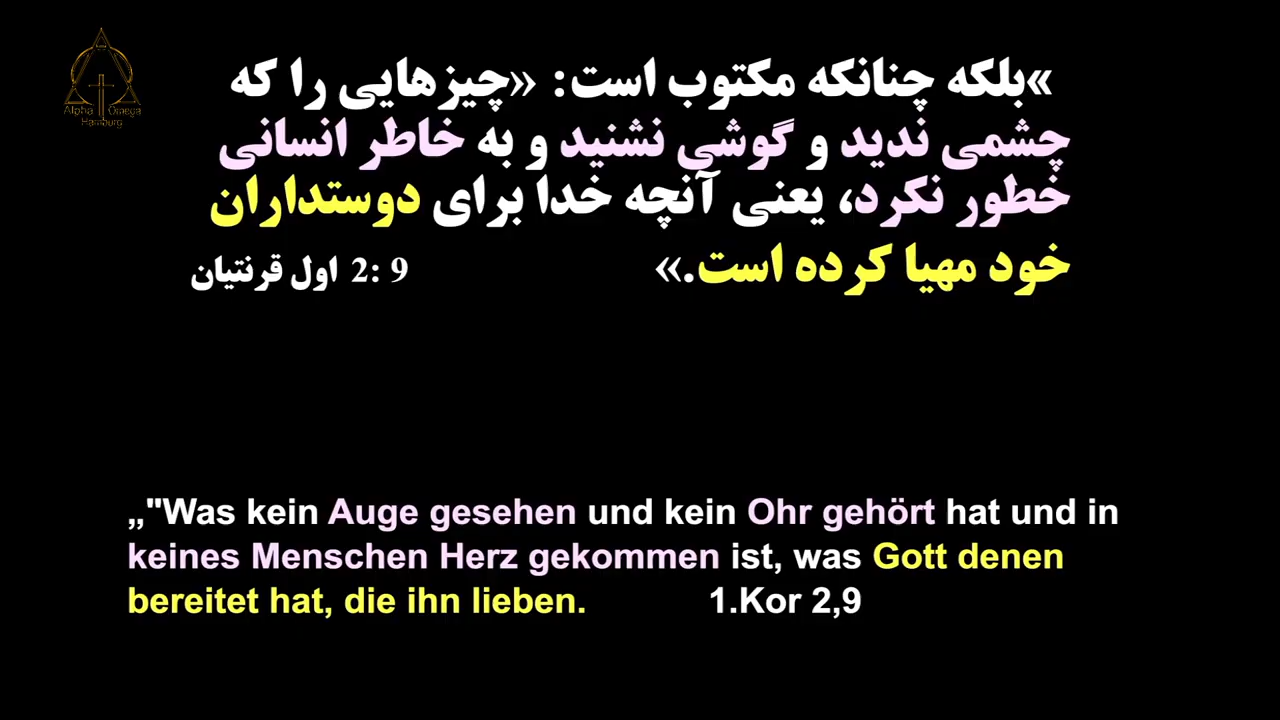 Alpha Omega
Hamburg
»بلکه چنانکه مکتوب است: «چیزهایی را که
چشمی ندید و گوشی نشنید و به خاطر انسانی
خطور نکرد، یعنی آنچه خدا برای دوستداران
خود مهیا کرده است.»
اول قرنتیان 2: 9
„"Was kein Auge gesehen und kein Ohr gehört hat und in
keines Menschen Herz gekommen ist, was Gott denen
bereitet hat, die ihn lieben. 1.Kor 2,9